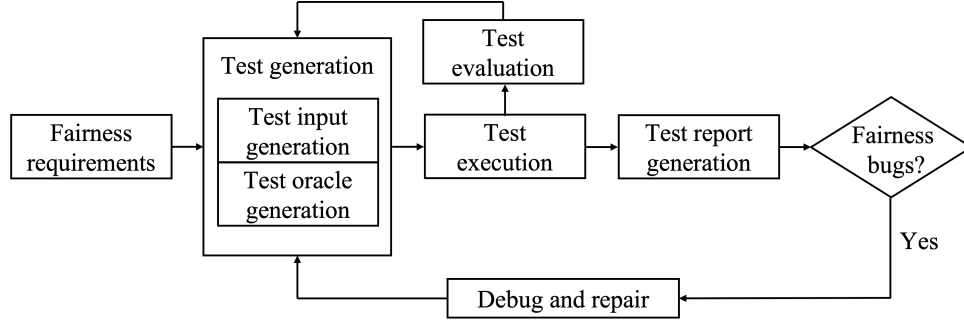 Fairness
requirements
Test generation
Test input
generation
Test oracle
generation
Test
evaluation
Test
execution
Test report
generation
Fairness
bugs?
Yes
Debug and repair